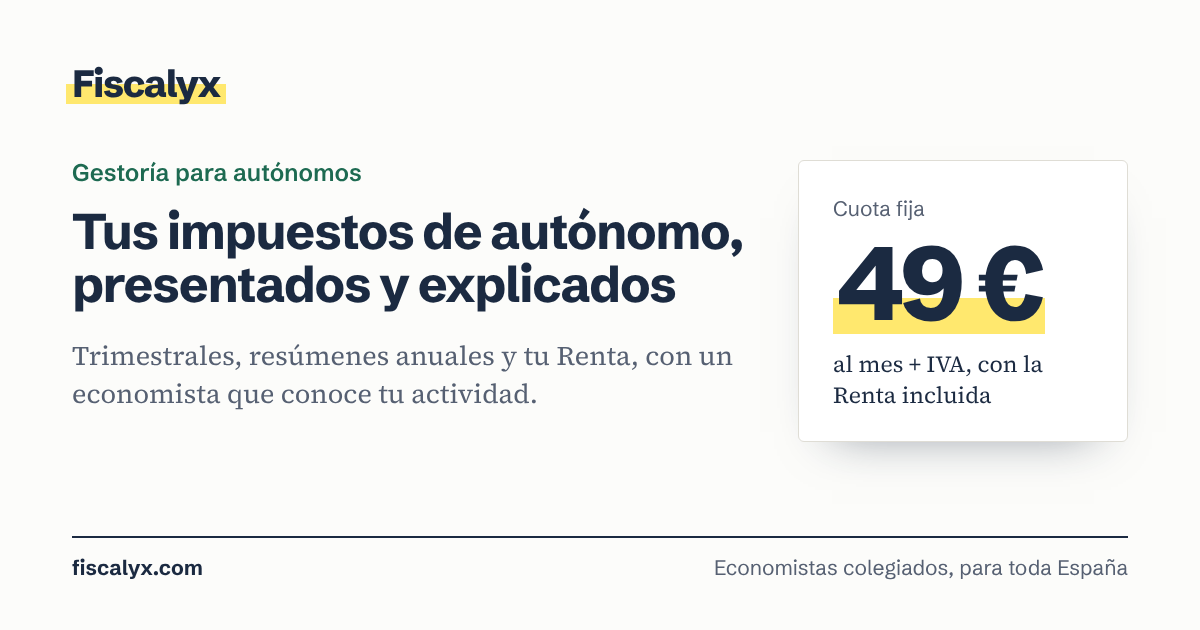 Fiscalyx
Gestoría para autónomos
Tus impuestos de autónomo,
presentados y explicados
Trimestrales, resúmenes anuales y tu Renta, con un
economista que conoce tu actividad.
Cuota fija
49 €
al mes + IVA, con la
Renta incluida
fiscalyx.com
Economistas colegiados, para toda España